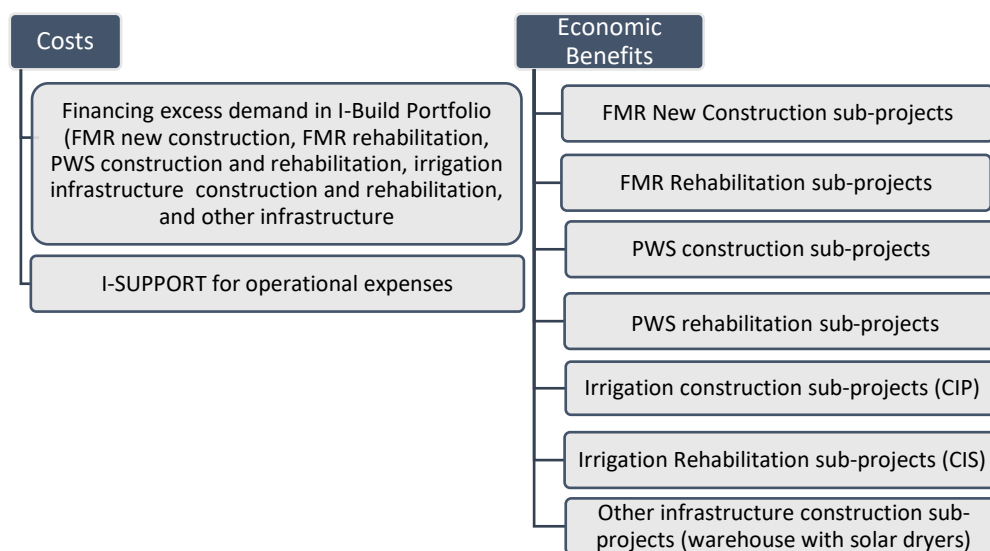 Costs
Financing excess demand in I-Build Portfolio
(FMR new construction, FMR rehabilitation,
PWS construction and rehabilitation, irrigation
infrastructure construction and rehabilitation,
and other infrastructure
I-SUPPORT for operational expenses
Economic
Benefits
FMR New Construction sub-projects
FMR Rehabilitation sub-projects
PWS construction sub-projects
PWS rehabilitation sub-projects
Irrigation construction sub-projects (CIP)
Irrigation Rehabilitation sub-projects (CIS)
Other infrastructure construction sub-
projects (warehouse with solar dryers)